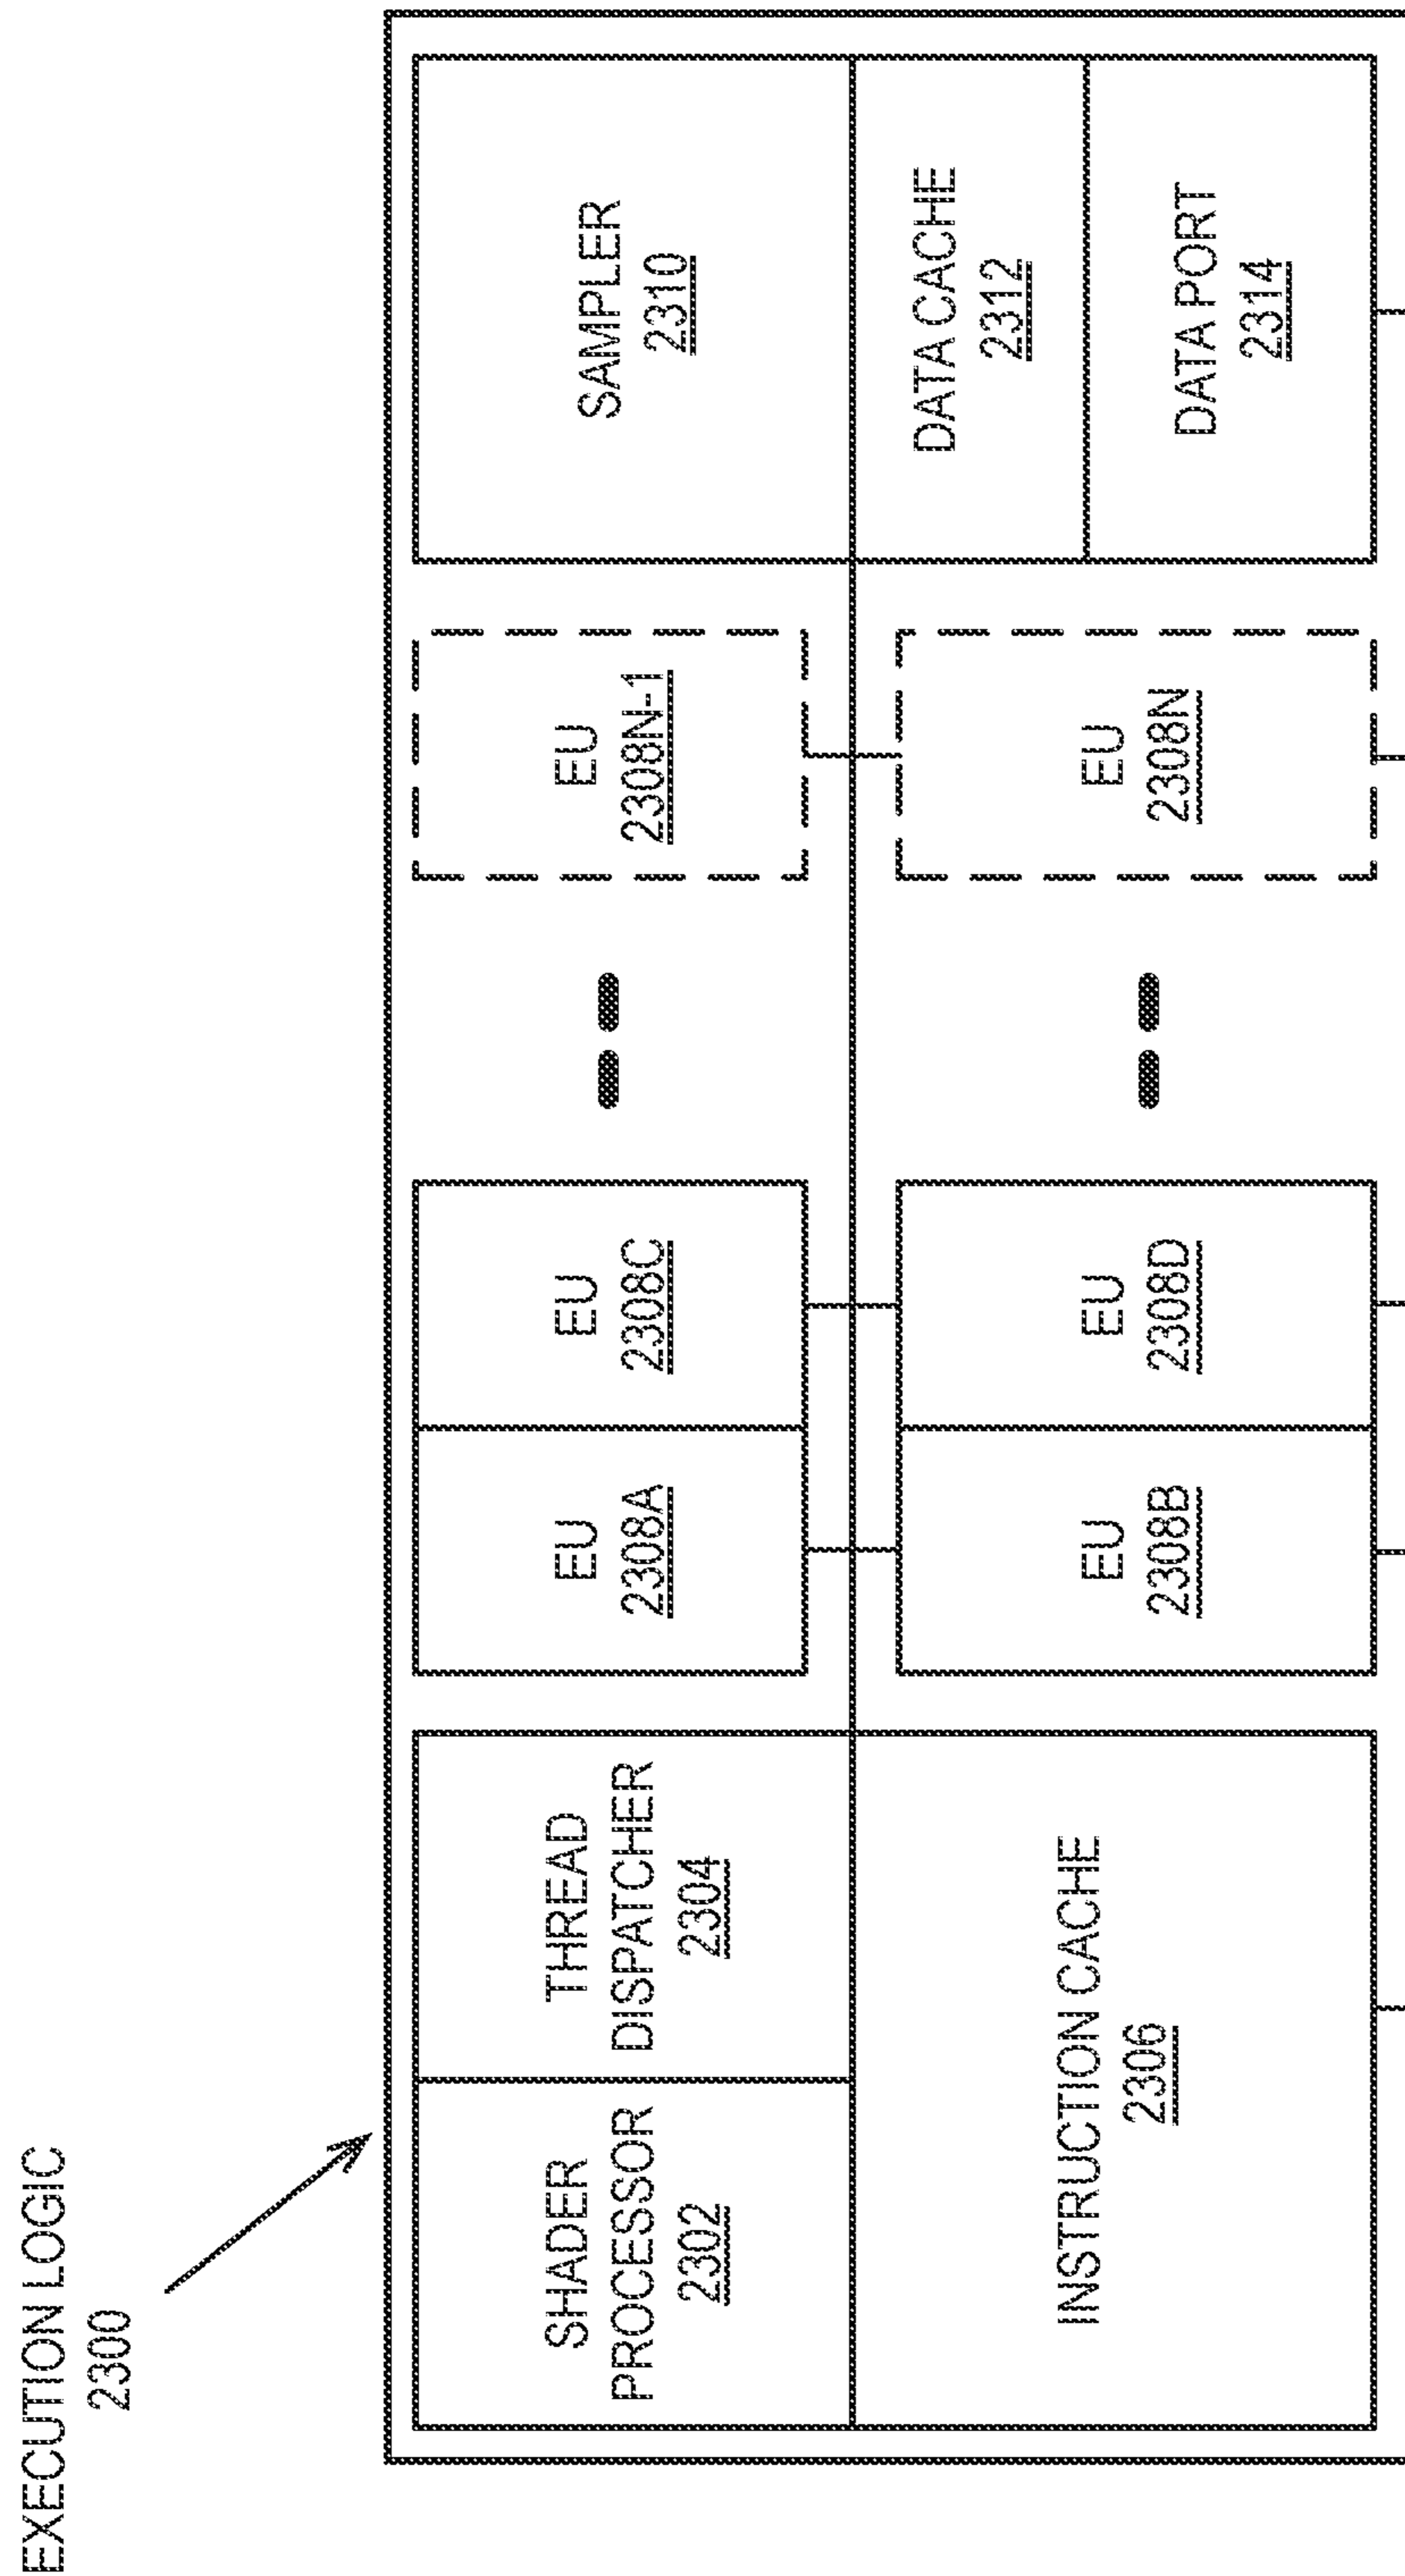 EXECUTION LOGIC
2300
SHADER
PROCESSOR
2302
THREAD
DISPATCHER
2304
EU
2308A
EU
2308C
EU
2308N-1
SAMPLER
2310
INSTRUCTION CACHE
2306
EU
2308B
EU
2308D
EU
2308N
DATA CACHE
2312
DATA PORT
2314